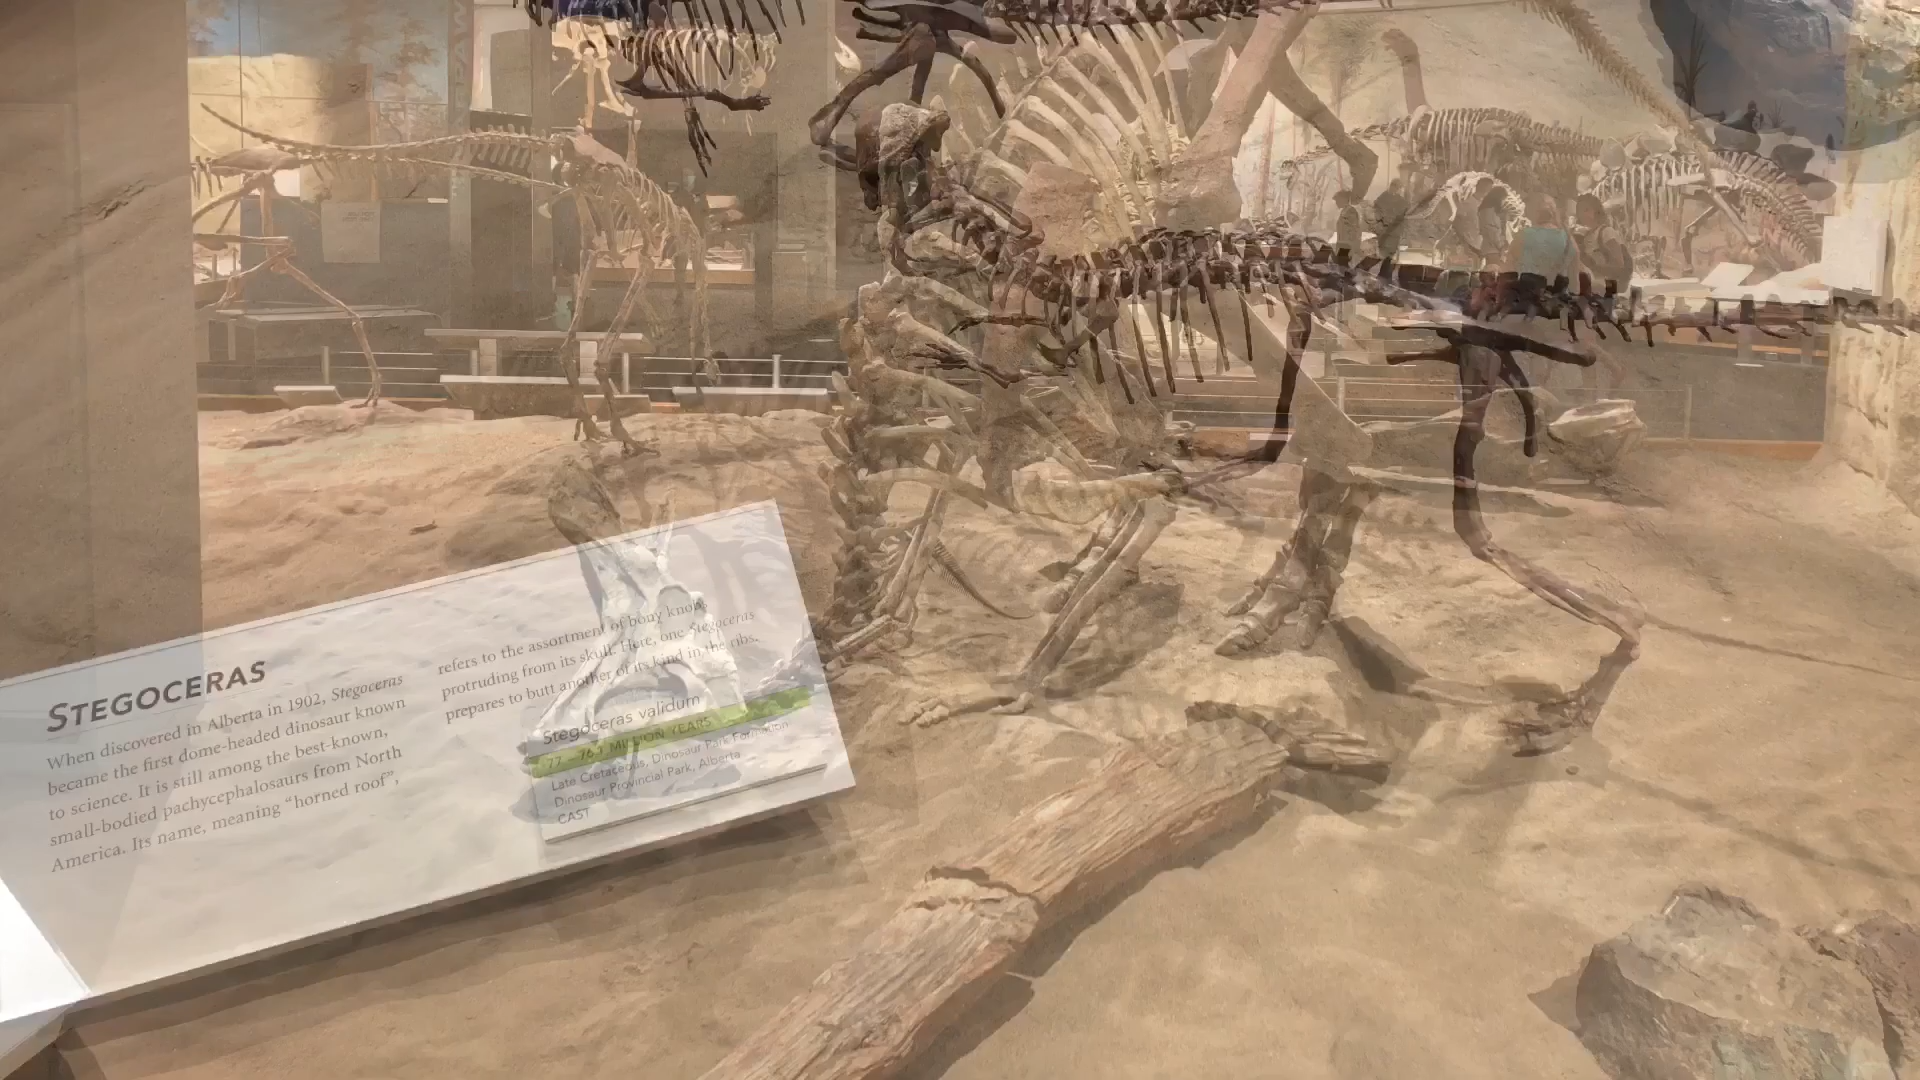 STEGOCERAS
When discovered in Alberta in 1902, Stegoceras
became the first dome-headed dinosaur known
to science. It is still among the best-known,
small-bodied pachycephalosaurs from North
America. Its name, meaning “horned roof”,
refers to the assortment of bony knobs
protruding from its skull. Here, one Stegoceras
prepares to butt another of its kind in the ribs.
Stegoceras validum
77 – 76.3 MILLION YEARS
Late Cretaceous, Dinosaur Park Formation
Dinosaur Provincial Park, Alberta
CAST